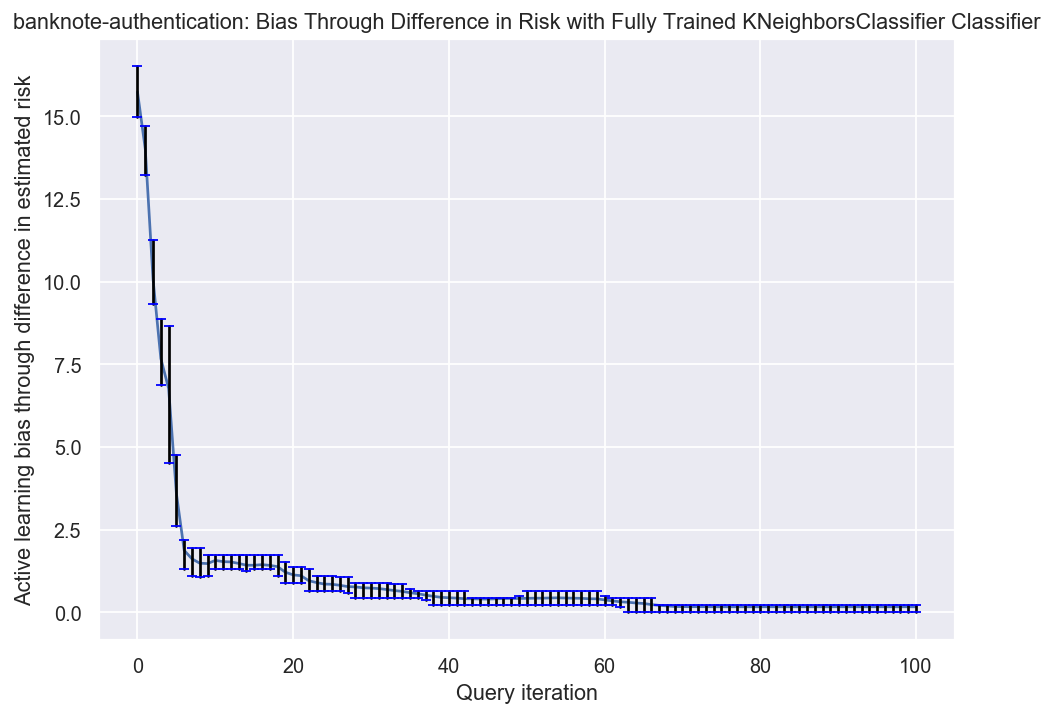 banknote-authentication: Bias Through Difference in Risk with Fully Trained KNeighborsClassifier Classifier
Active learning bias through difference in estimated risk
15.0
12.5
10.0
7.5
5.0
2.5
0.0
0 20 40 60 80 100
Query iteration